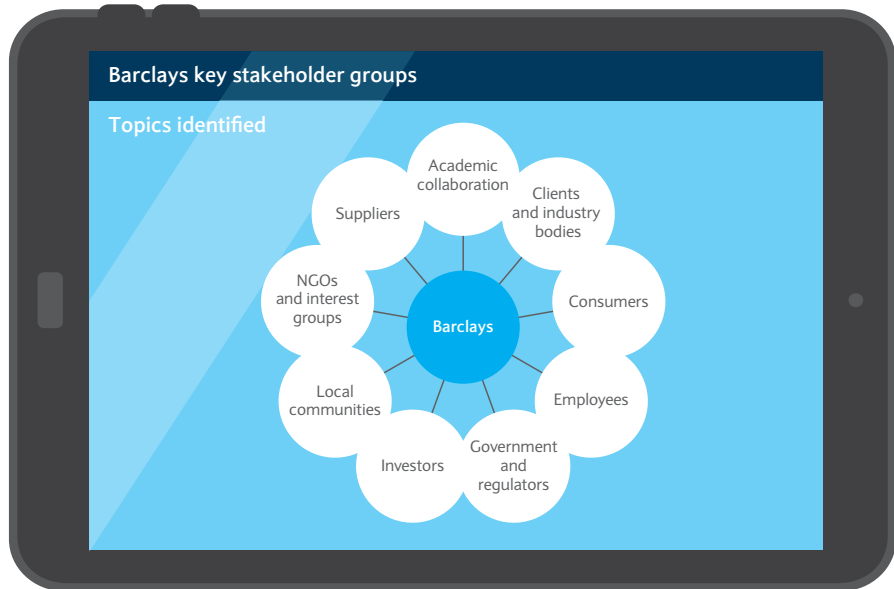 Barclays key stakeholder groups
Topics identified
Academic
collaboration
Clients
and industry
bodies
Consumers
Employees
Government
and
regulators
Investors
Local
communities
NGOs
and interest
groups
Suppliers
Barclays